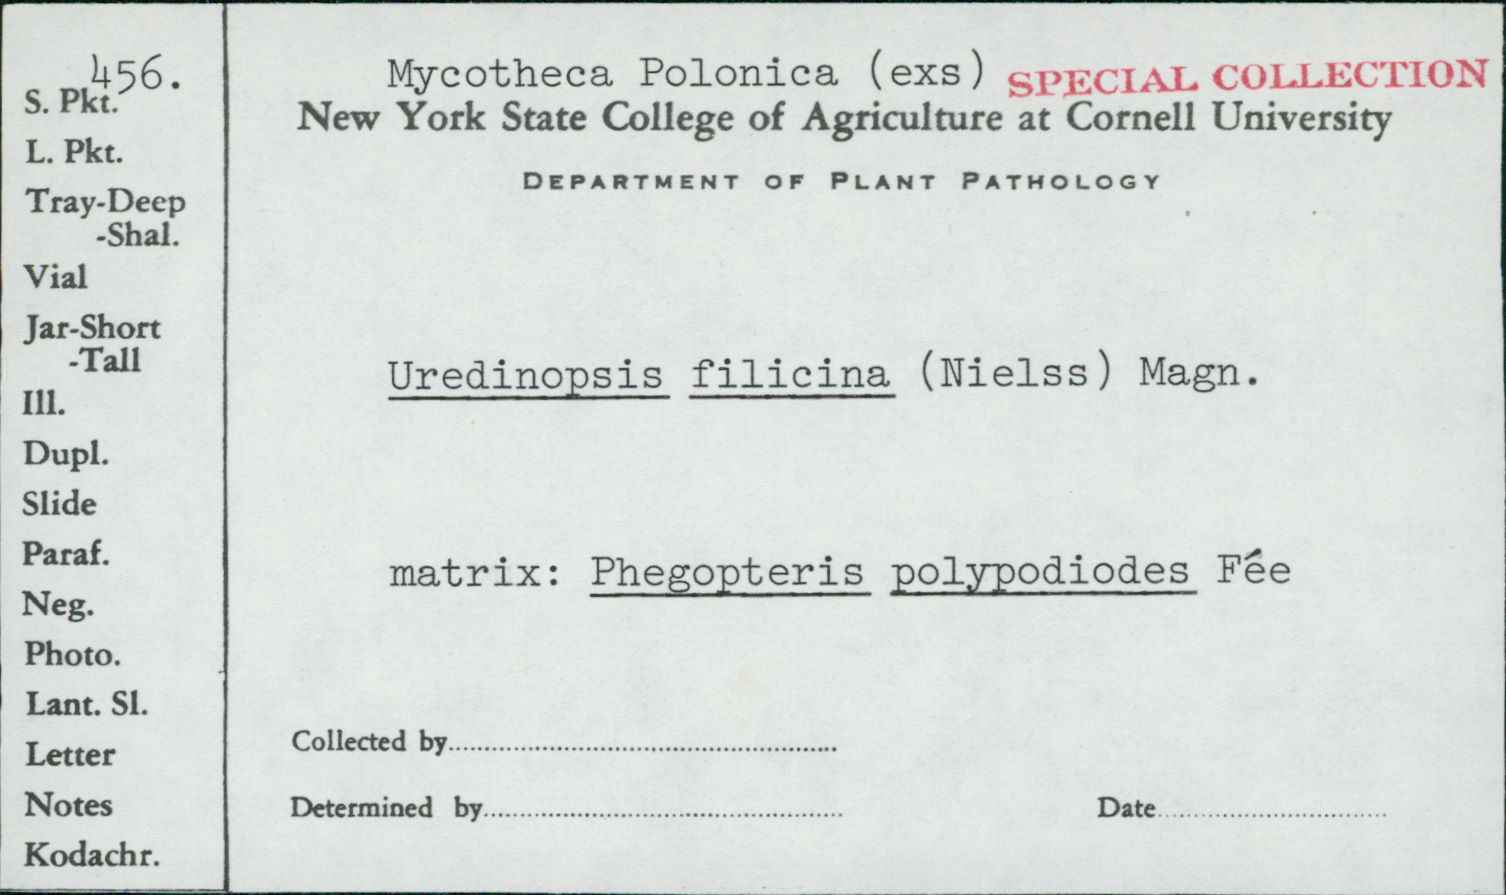 456.
S. Pkt.
L. Pkt.
Tray-Deep
-Shal.
Vial
Jar-Short
-Tall
Ill.
Dupl.
Slide
Paraf.
Neg.
Photo.
Lant. Sl.
Letter
Notes
Kodachr.
Mycotheca Polonica (exs) SPECIAL COLLECTION
New York State College of Agriculture at Cornell University
DEPARTMENT OF PLANT PATHOLOGY
Uredinopsis filicina (Nielss) Magn.
matrix: Phegopteris polypodiodes Fée
Collected by
Determined by Date